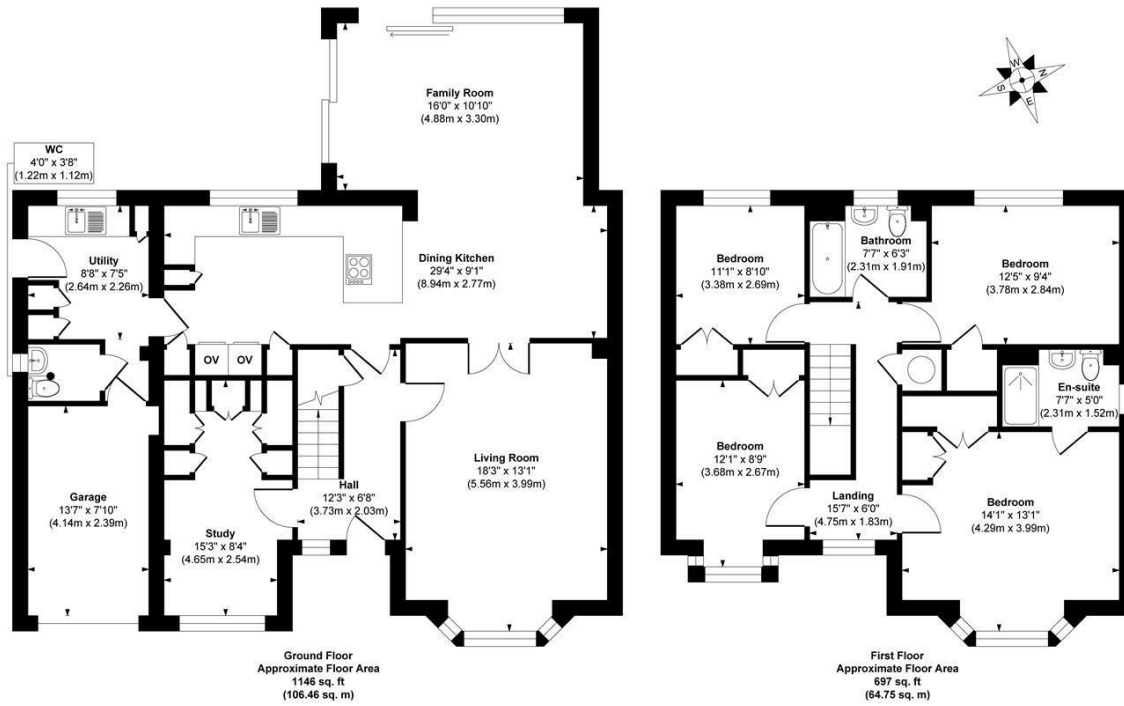 Family Room
16'0" x 10'10"
(4.88m x 3.30m)
W
N
S
E
WC
4'0" x 3'8"
(1.22m x 1.12m)
Utility
8'8" x 7'5"
(2.64m x 2.26m)
Dining Kitchen
29'4" x 9'1"
(8.94m x 2.77m)
OV
OV
Living Room
18'3" x 13'1"
(5.56m x 3.99m)
Hall
12'3" x 6'8"
(3.73m x 2.03m)
Garage
13'7" x 7'10"
(4.14m x 2.39m)
Study
15'3" x 8'4"
(4.65m x 2.54m)
Ground Floor
Approximate Floor Area
1146 sq. ft
(106.46 sq. m)
Bedroom
11'1" x 8'10"
(3.38m x 2.69m)
Bathroom
7'7" x 6'3"
(2.31m x 1.91m)
Bedroom
12'5" x 9'4"
(3.78m x 2.84m)
En-suite
7'7" x 5'0"
(2.31m x 1.52m)
Bedroom
12'1" x 8'9"
(3.68m x 2.67m)
Landing
15'7" x 6'0"
(4.75m x 1.83m)
Bedroom
14'1" x 13'1"
(4.29m x 3.99m)
First Floor
Approximate Floor Area
697 sq. ft
(64.75 sq. m)